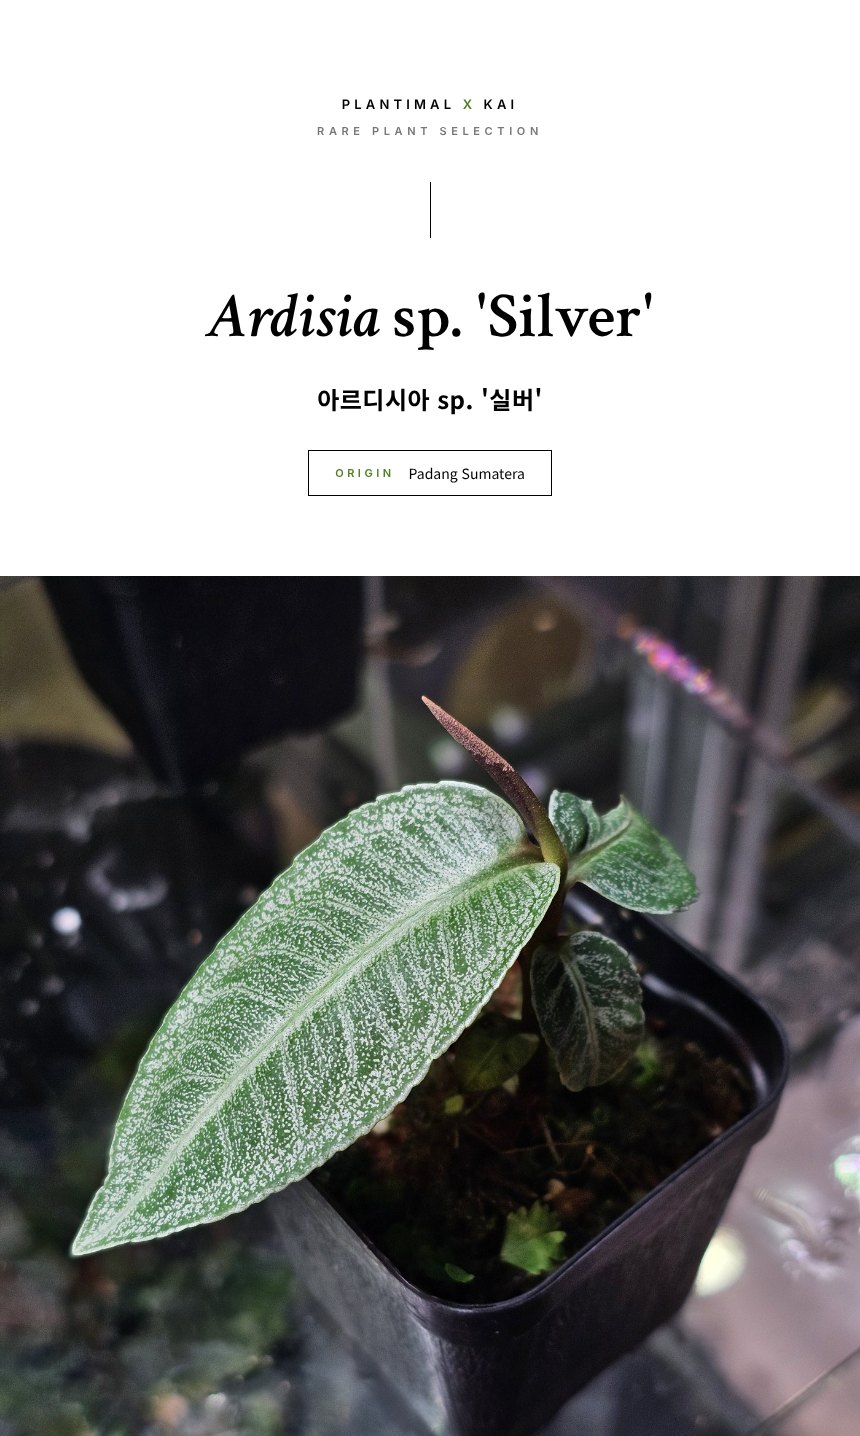 PLANTIMAL X KAI
RARE PLANT SELECTION
Ardisia sp. 'Silver'
아르디시아 sp. '실버'
ORIGIN Padang Sumatera